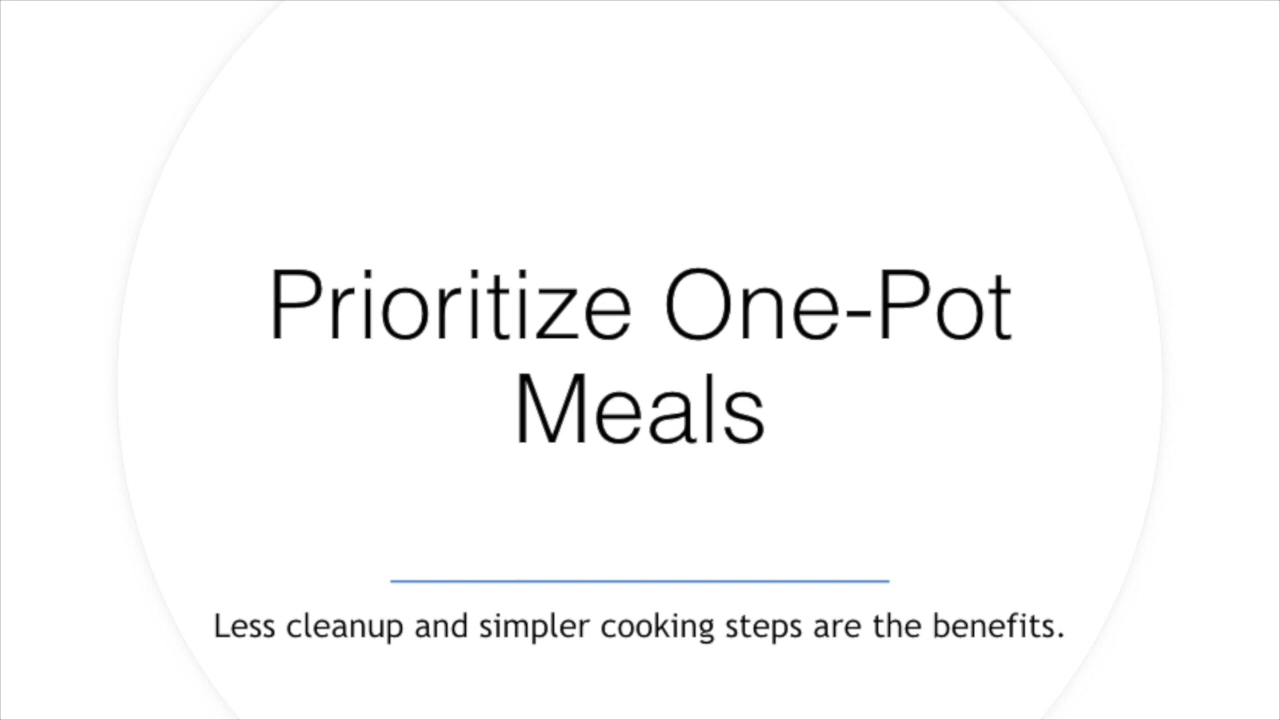 Prioritize One-Pot
Meals
Less cleanup and simpler cooking steps are the benefits.